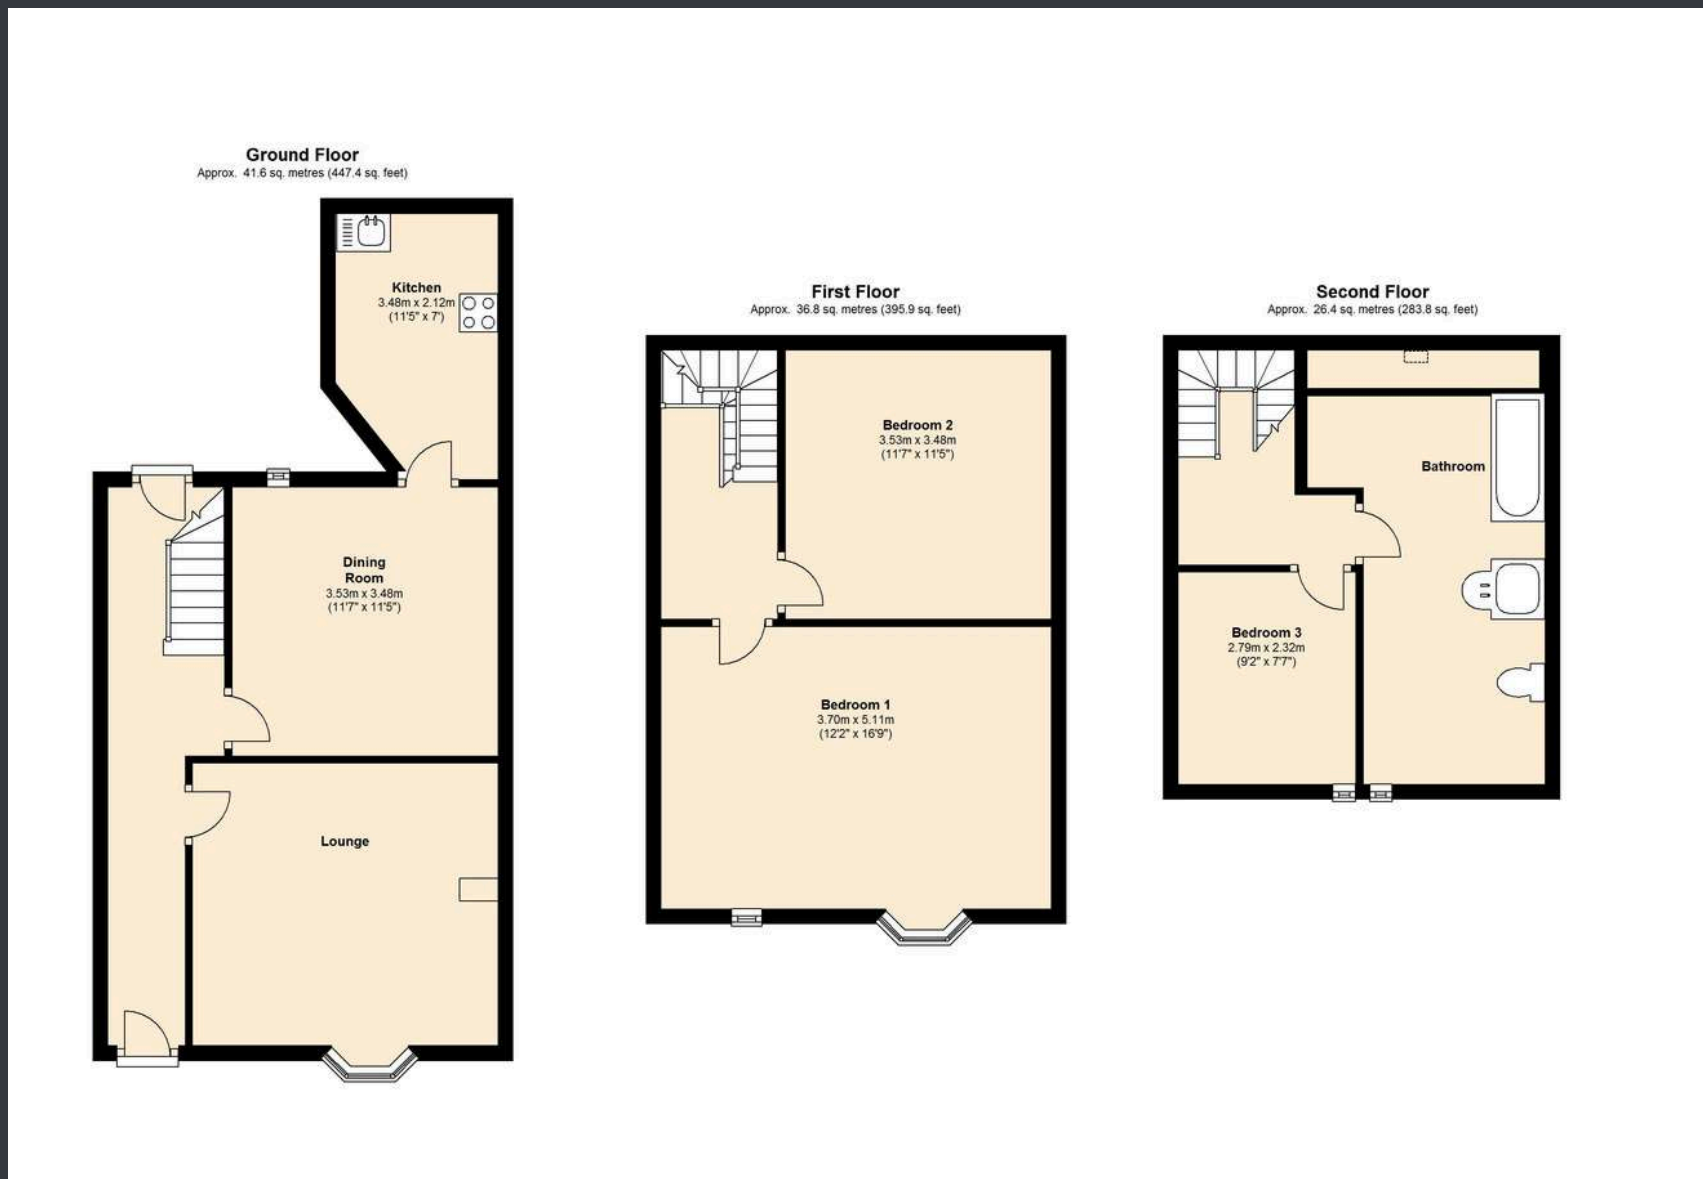 Ground Floor
Approx. 41.6 sq. metres (447.4 sq. feet)
Kitchen
3.48m x 2.12m
(11'5" x 7')
Dining
Room
3.53m x 3.48m
(11'7" x 11'5")
Lounge
First Floor
Approx. 36.8 sq. metres (395.9 sq. feet)
Bedroom 2
3.53m x 3.48m
(11'7" x 11'5")
Bedroom 1
3.70m x 5.11m
(12'2" x 16'9")
Second Floor
Approx. 26.4 sq. metres (283.8 sq. feet)
Bathroom
Bedroom 3
2.79m x 2.32m
(9'2" x 7'7")